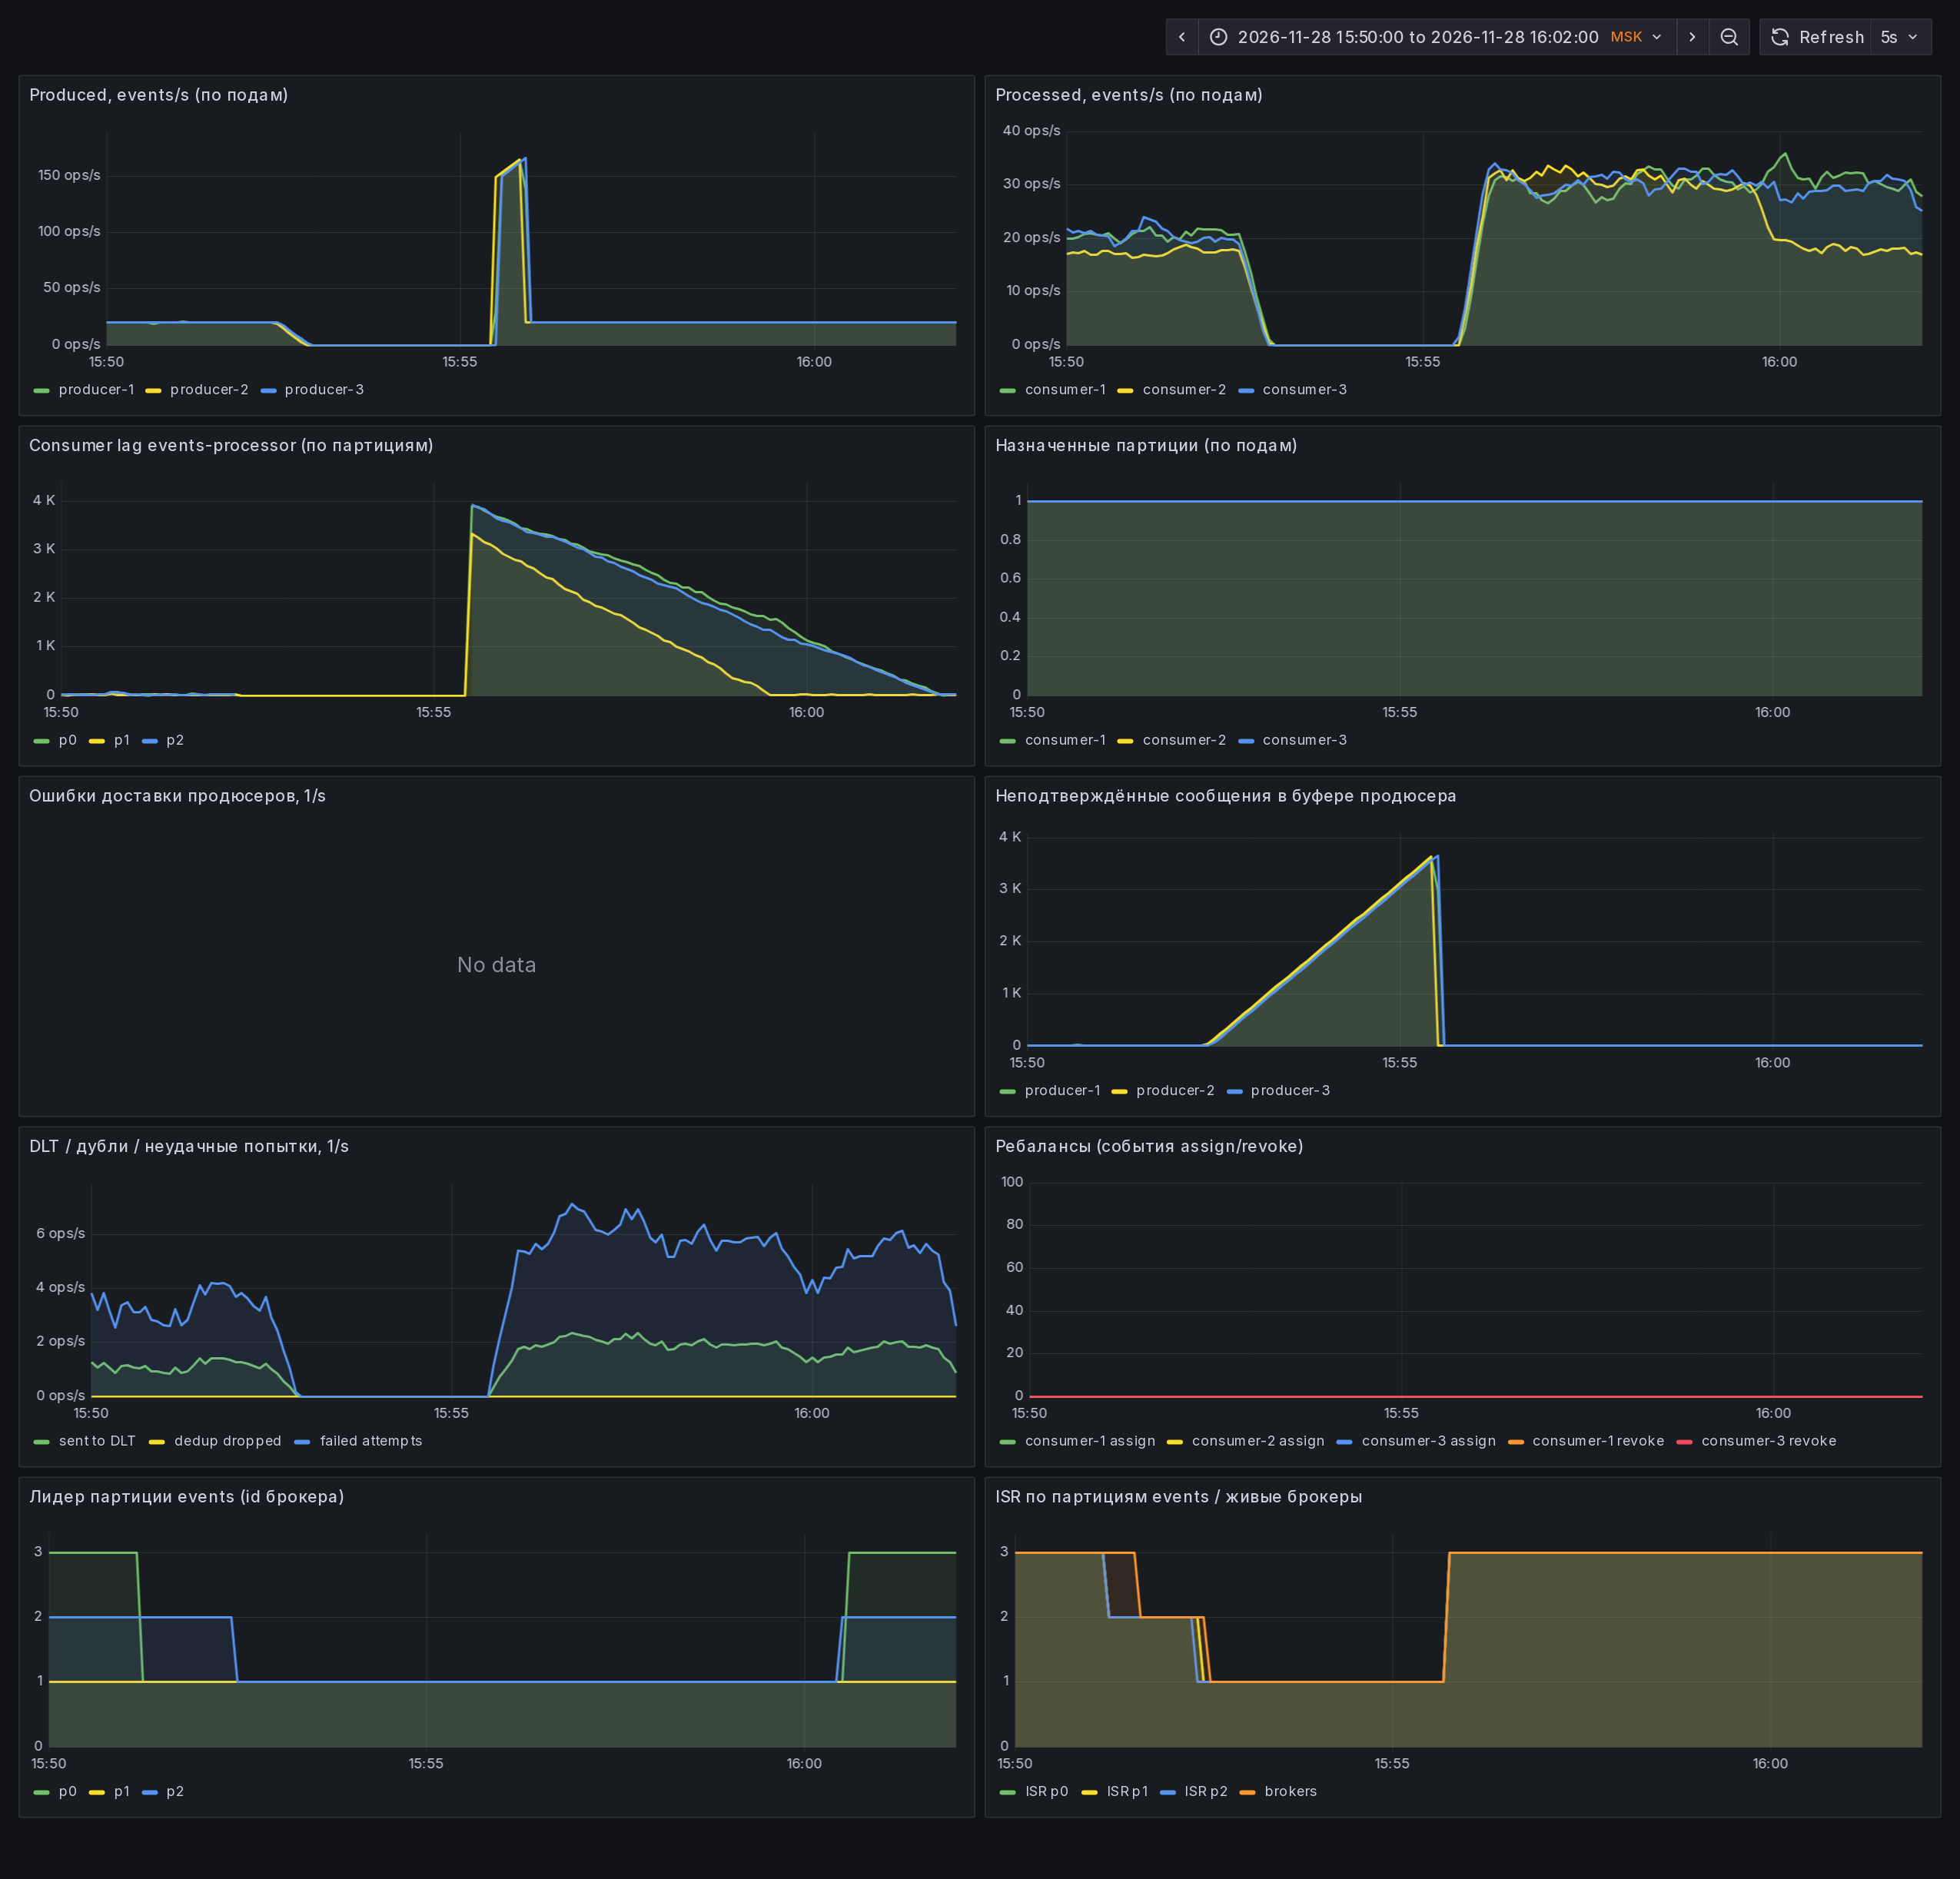 2026-11-28 15:50:00 to 2026-11-28 16:02:00 MSK
Refresh 5s
Produced, events/s (по подам)
150 ops/s
100 ops/s
50 ops/s
0 ops/s
15:50 15:55 16:00
producer-1 producer-2 producer-3
Processed, events/s (по подам)
40 ops/s
30 ops/s
20 ops/s
10 ops/s
0 ops/s
15:50 15:55 16:00
consumer-1 consumer-2 consumer-3
Consumer lag events-processor (по партициям)
4 K
3 K
2 K
1 K
0
15:50 15:55 16:00
p0 p1 p2
Назначенные партиции (по подам)
1
0.8
0.6
0.4
0.2
0
15:50 15:55 16:00
consumer-1 consumer-2 consumer-3
Ошибки доставки продюсеров, 1/s
No data
Неподтверждённые сообщения в буфере продюсера
4 K
3 K
2 K
1 K
0
15:50 15:55 16:00
producer-1 producer-2 producer-3
DLT / дубли / неудачные попытки, 1/s
6 ops/s
4 ops/s
2 ops/s
0 ops/s
15:50 15:55 16:00
sent to DLT dedup dropped failed attempts
Ребалансы (события assign/revoke)
100
80
60
40
20
0
15:50 15:55 16:00
consumer-1 assign consumer-2 assign consumer-3 assign consumer-1 revoke consumer-3 revoke
Лидер партиции events (id брокера)
3
2
1
0
15:50 15:55 16:00
p0 p1 p2
ISR по партициям events / живые брокеры
3
2
1
0
15:50 15:55 16:00
ISR p0 ISR p1 ISR p2 brokers